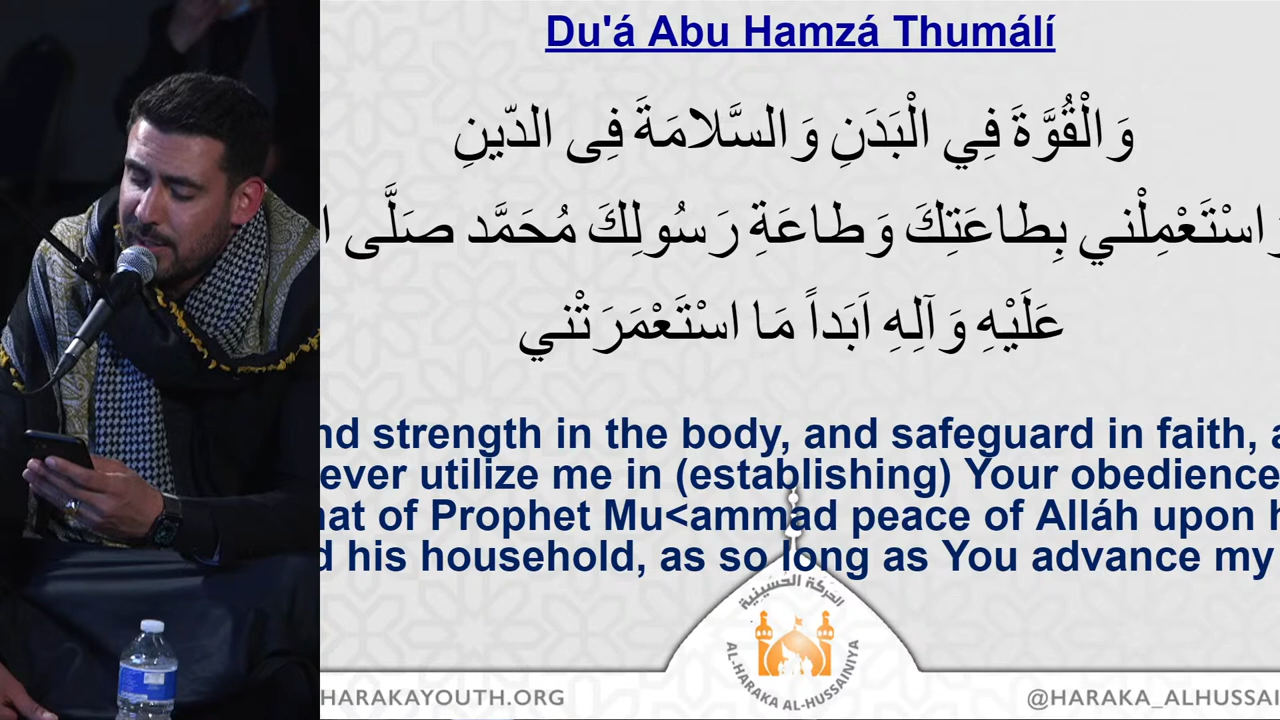 Du'á Abu Hamzá Thumálí
وَالْقُوَّةَ فِي الْبَدَنِ وَالسَّلامَةَ فِى الدّينِ
اسْتَعْمِلْني بِطاعَتِكَ وَطاعَةِ رَسُولِكَ مُحَمَّد صَلَّى
عَلَيْهِ وَآلِهِ اَبَداً مَا اسْتَعْمَرَتْني
strength in the body, and safeguard in faith,
ever utilize me in (establishing) Your obedience
of Prophet Mu<ammad peace of Alláh upon
his household, as so long as You advance my
الحركة الحسينية
AL-HARAKA AL-HUSSAINIYA
HARAKAYOUTH.ORG
@HARAKA_ALHUSSAI